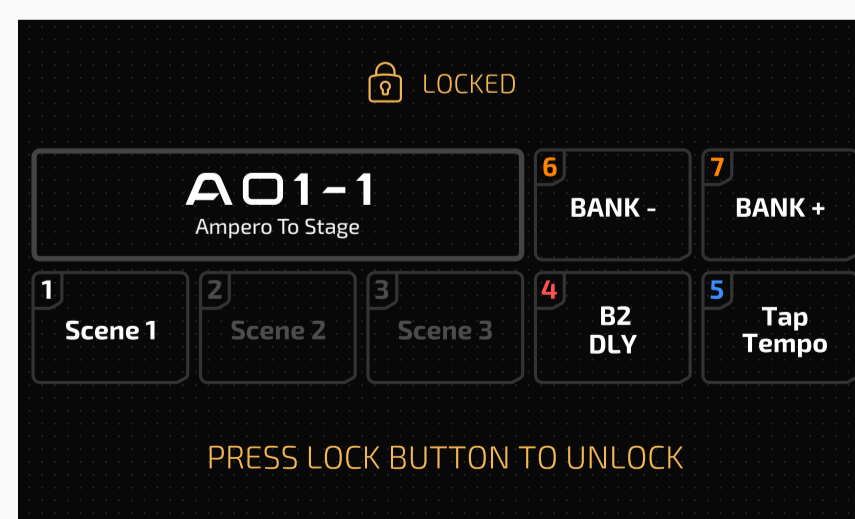 LOCKED
A01-1
Ampero To Stage
6
BANK -
7
BANK +
1
Scene 1
2
Scene 2
3
Scene 3
4
B2
DLY
5
Tap
Tempo
PRESS LOCK BUTTON TO UNLOCK